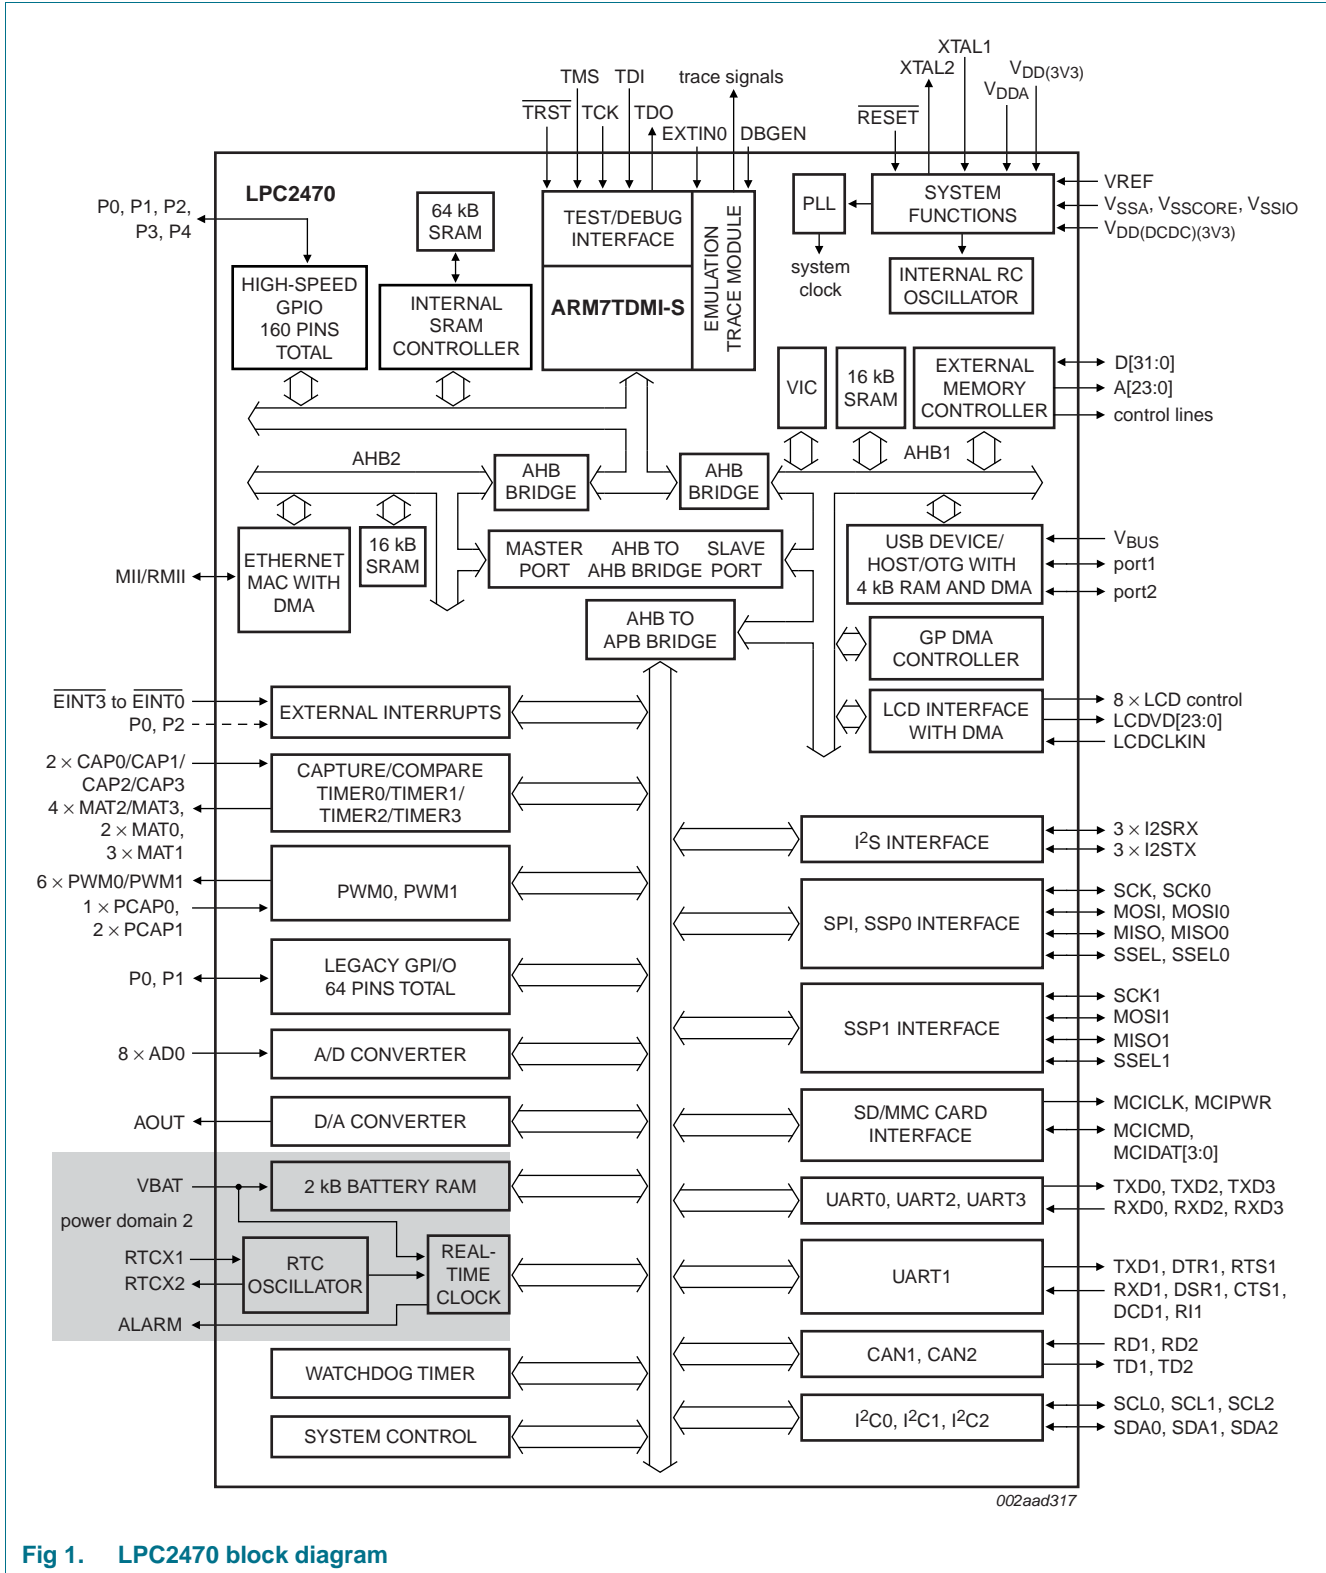 XTAL1
XTAL2
VDD(3V3)
VDDA
TMS
TDI
trace signals
TRST
TCK
TDO
EXTIN0
DBGEN
RESET
LPC2470
P0, P1, P2,
P3, P4
64 kB
SRAM
TEST/DEBUG
INTERFACE
EMULATION
TRACE MODULE
PLL
SYSTEM
FUNCTIONS
VREF
VSSA, VSSCORE, VSSIO
VDD(DCDC)(3V3)
system
clock
INTERNAL RC
OSCILLATOR
HIGH-SPEED
GPIO
160 PINS
TOTAL
INTERNAL
SRAM
CONTROLLER
ARM7TDMI-S
VIC
16 kB
SRAM
EXTERNAL
MEMORY
CONTROLLER
D[31:0]
A[23:0]
control lines
AHB2
AHB
BRIDGE
AHB
BRIDGE
AHB1
ETHERNET
MAC WITH
DMA
MII/RMII
16 kB
SRAM
MASTER
PORT
AHB TO
AHB BRIDGE
SLAVE
PORT
USB DEVICE/
HOST/OTG WITH
4 kB RAM AND DMA
VBUS
port1
port2
AHB TO
APB BRIDGE
GP DMA
CONTROLLER
LCD INTERFACE
WITH DMA
8 × LCD control
LCDVD[23:0]
LCDCLKIN
EINT3 to EINT0
P0, P2
EXTERNAL INTERRUPTS
2 × CAP0/CAP1/
CAP2/CAP3
4 × MAT2/MAT3,
2 × MAT0,
3 × MAT1
CAPTURE/COMPARE
TIMER0/TIMER1/
TIMER2/TIMER3
I2S INTERFACE
3 × I2SRX
3 × I2STX
6 × PWM0/PWM1
1 × PCAP0,
2 × PCAP1
PWM0, PWM1
SPI, SSP0 INTERFACE
SCK, SCK0
MOSI, MOSI0
MISO, MISO0
SSEL, SSEL0
P0, P1
LEGACY GPI/O
64 PINS TOTAL
SSP1 INTERFACE
SCK1
MOSI1
MISO1
SSEL1
8 × AD0
A/D CONVERTER
AOUT
D/A CONVERTER
SD/MMC CARD
INTERFACE
MCICLK, MCIPWR
MCICMD,
MCIDAT[3:0]
VBAT
2 kB BATTERY RAM
power domain 2
UART0, UART2, UART3
TXD0, TXD2, TXD3
RXD0, RXD2, RXD3
RTCX1
RTCX2
RTC
OSCILLATOR
REAL-
TIME
CLOCK
ALARM
UART1
TXD1, DTR1, RTS1
RXD1, DSR1, CTS1,
DCD1, RI1
WATCHDOG TIMER
CAN1, CAN2
RD1, RD2
TD1, TD2
SYSTEM CONTROL
I2C0, I2C1, I2C2
SCL0, SCL1, SCL2
SDA0, SDA1, SDA2
002aad317
Fig 1. LPC2470 block diagram